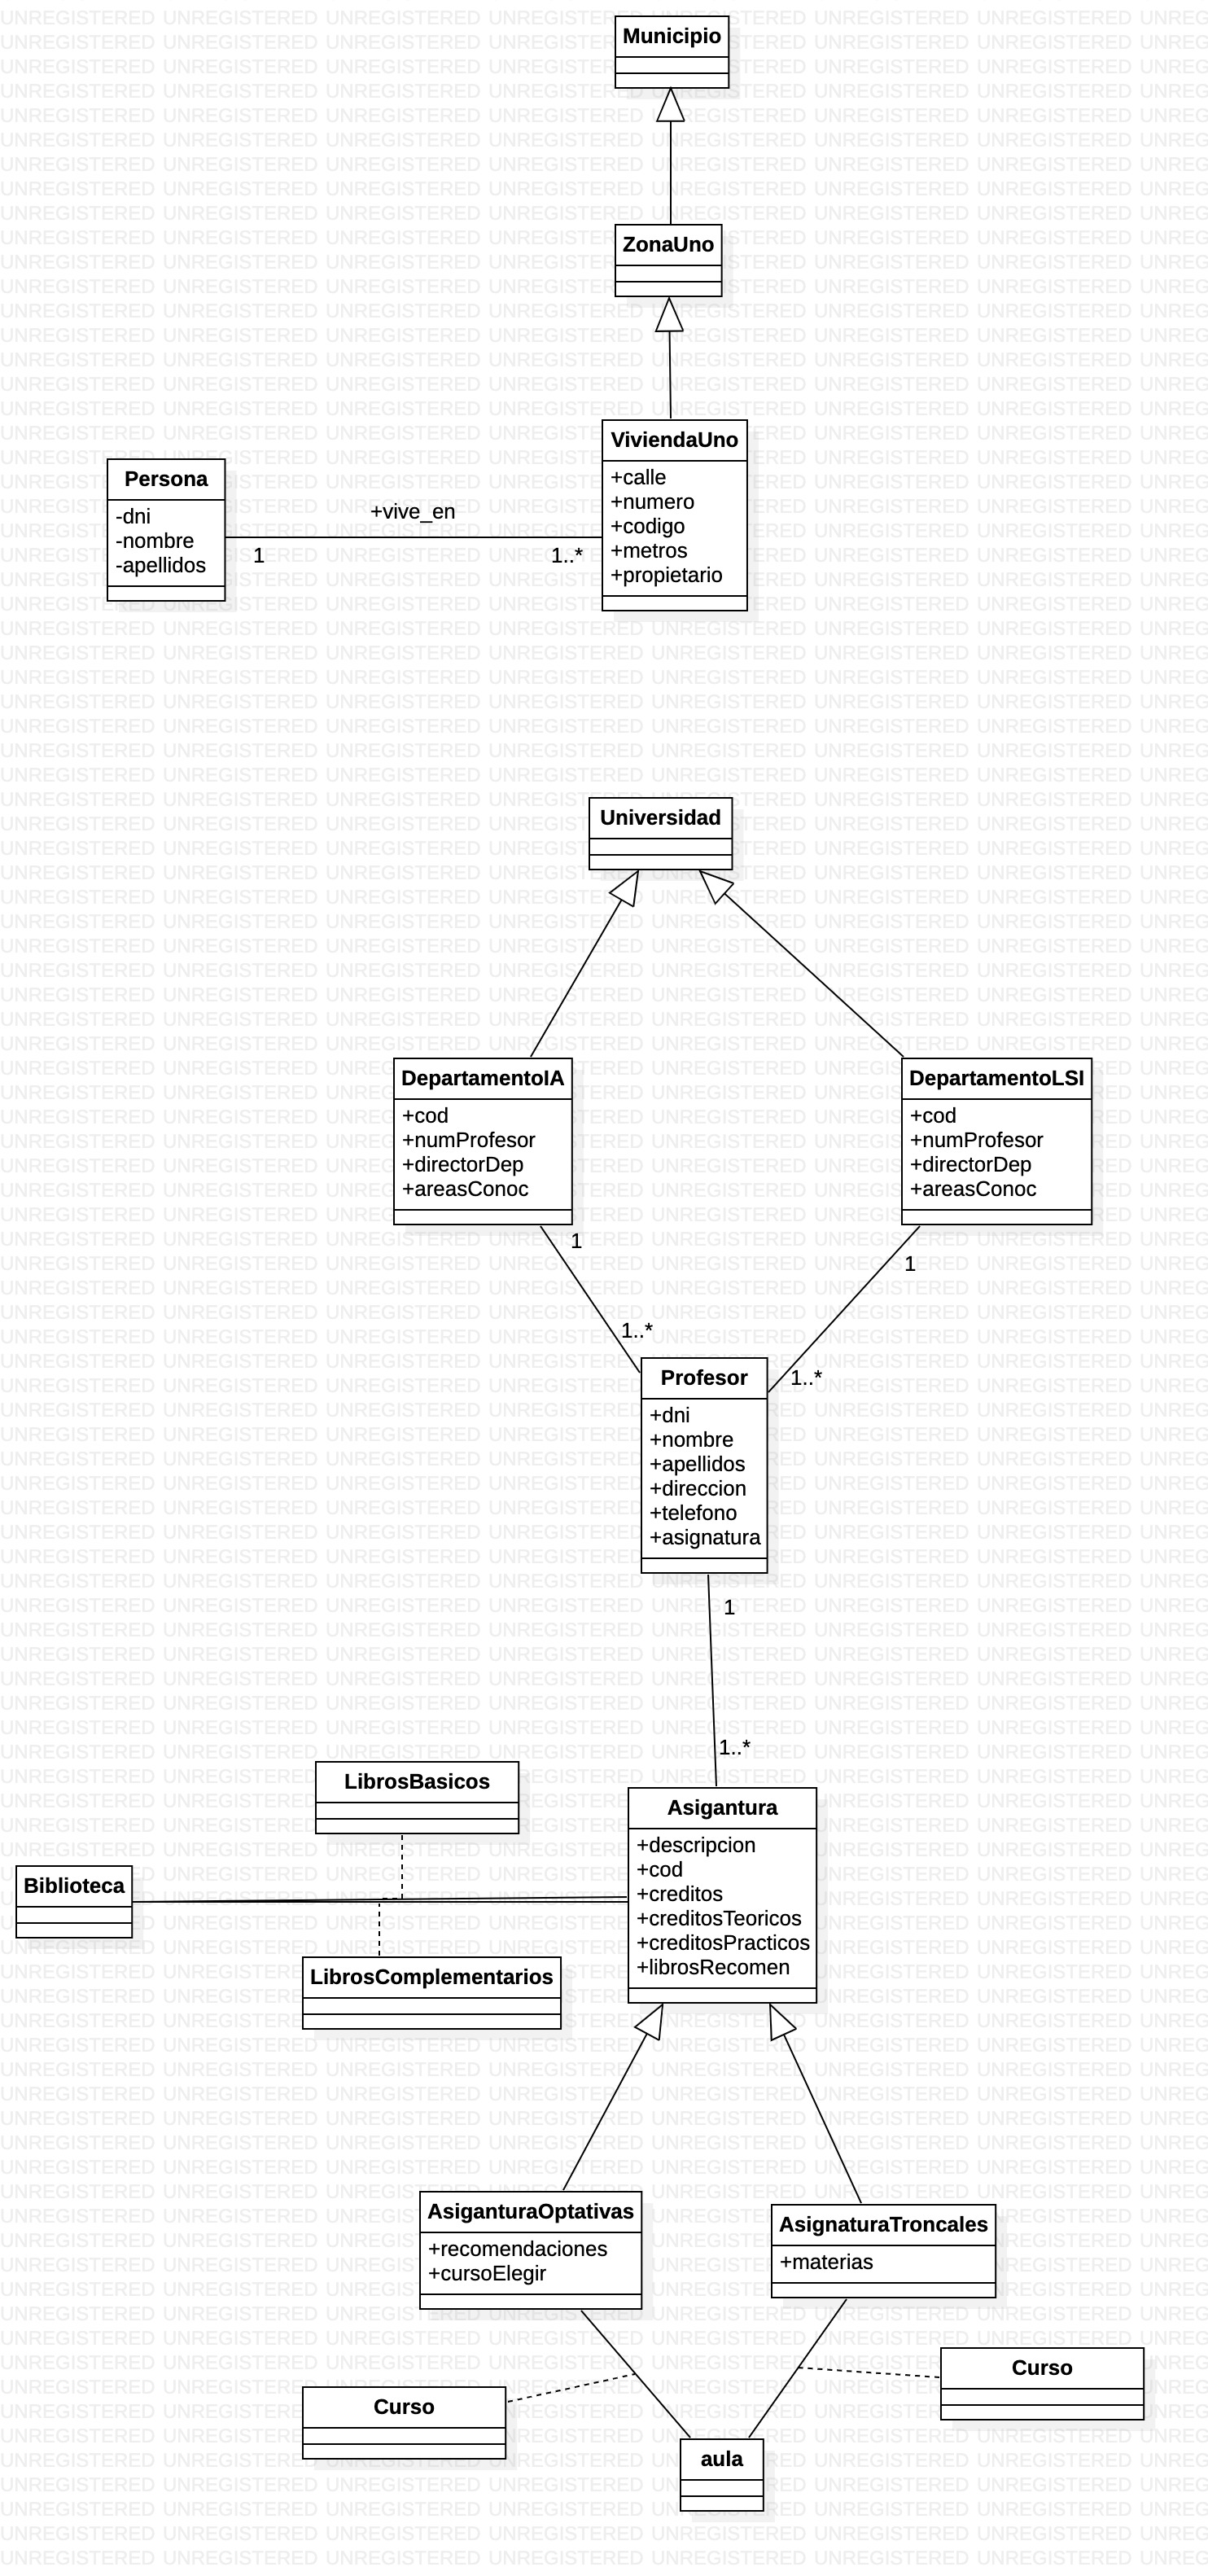 Municipio
ZonaUno
ViviendaUno
+calle
+numero
+codigo
+metros
+propietario
Persona
-dni
-nombre
-apellidos
+vive_en
1
1..*
Universidad
DepartamentoIA
+cod
+numProfesor
+directorDep
+areasConoc
DepartamentoLSI
+cod
+numProfesor
+directorDep
+areasConoc
1
1
1..*
1..*
Profesor
+dni
+nombre
+apellidos
+direccion
+telefono
+asignatura
1
1..*
LibrosBasicos
Biblioteca
LibrosComplementarios
Asigantura
+descripcion
+cod
+creditos
+creditosTeoricos
+creditosPracticos
+librosRecomen
AsiganturaOptativas
+recomendaciones
+cursoElegir
AsignaturaTroncales
+materias
Curso
Curso
aula
UNREGISTERED UNREGISTERED UNREGISTERED UNREGISTERED UNREGISTERED UNREGISTERED UNREGISTERED UNREG